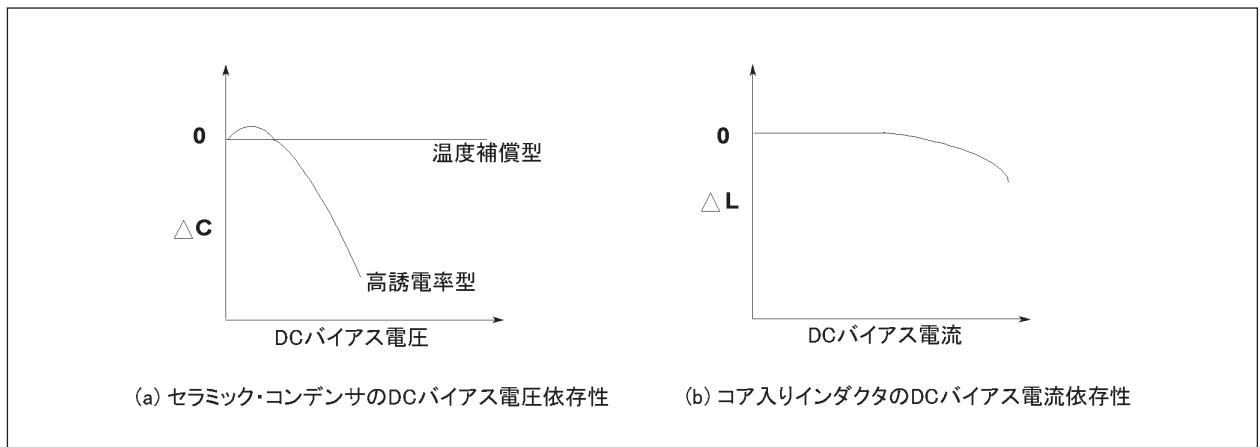 0
温度補償型
△C
高誘電率型
DCバイアス電圧
(a) セラミック・コンデンサのDCバイアス電圧依存性
0
△L
DCバイアス電流
(b) コア入りインダクタのDCバイアス電流依存性